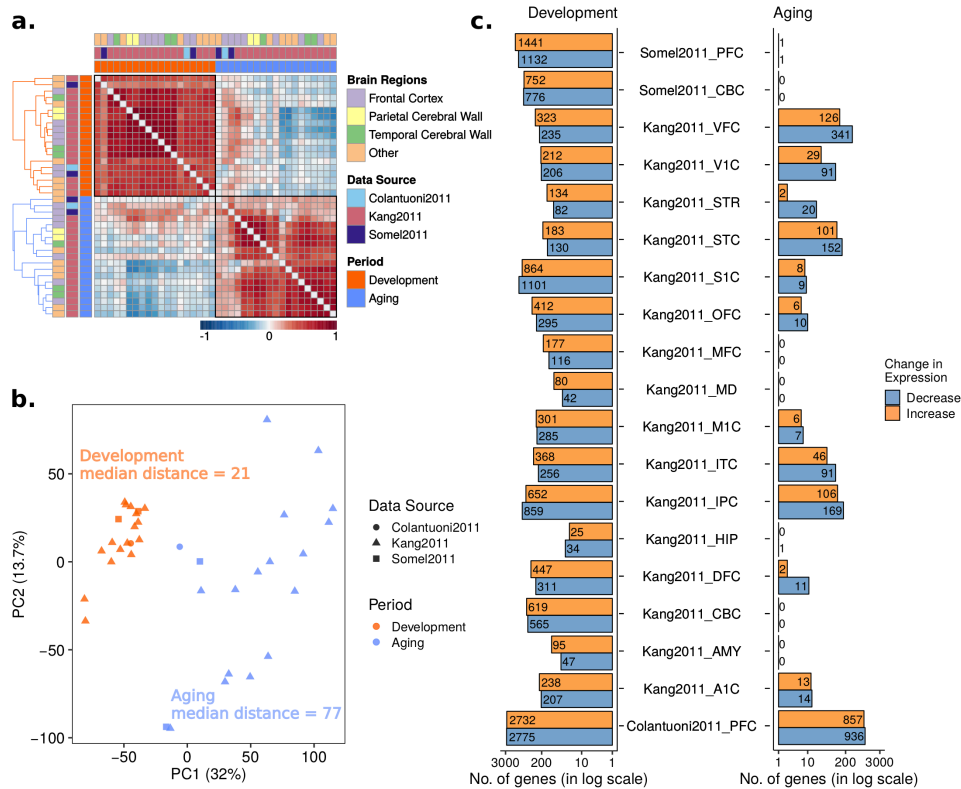 a.
Brain Regions
Frontal Cortex
Parietal Cerebral Wall
Temporal Cerebral Wall
Other
Data Source
Colantuoni2011
Kang2011
Somel2011
Period
Development
Aging
-1 0 1
b.
Development
median distance = 21
Aging
median distance = 77
50
0
−50
−100
−50 0 50 100
PC1 (32%)
PC2 (13.7%)
Data Source
Colantuoni2011
Kang2011
Somel2011
Period
Development
Aging
c.
Development Aging
1441 Somel2011_PFC 1
1132 1
752 Somel2011_CBC 0
776 0
323 Kang2011_VFC 126
235 341
212 Kang2011_V1C 29
206 91
134 Kang2011_STR 2
82 20
183 Kang2011_STC 101
130 152
864 Kang2011_S1C 8
1101 9
412 Kang2011_OFC 6
295 10
177 Kang2011_MFC 0
116 0
80 Kang2011_MD 0
42 0
301 Kang2011_M1C 6
285 7
368 Kang2011_ITC 46
256 91
652 Kang2011_IPC 106
859 169
25 Kang2011_HIP 0
34 1
447 Kang2011_DFC 2
311 11
619 Kang2011_CBC 0
565 0
95 Kang2011_AMY 0
47 0
238 Kang2011_A1C 13
207 14
2732 Colantuoni2011_PFC 857
2775 936
3000 200 10 1 1 10 200 3000
No. of genes (in log scale) No. of genes (in log scale)
Change in
Expression
Decrease
Increase